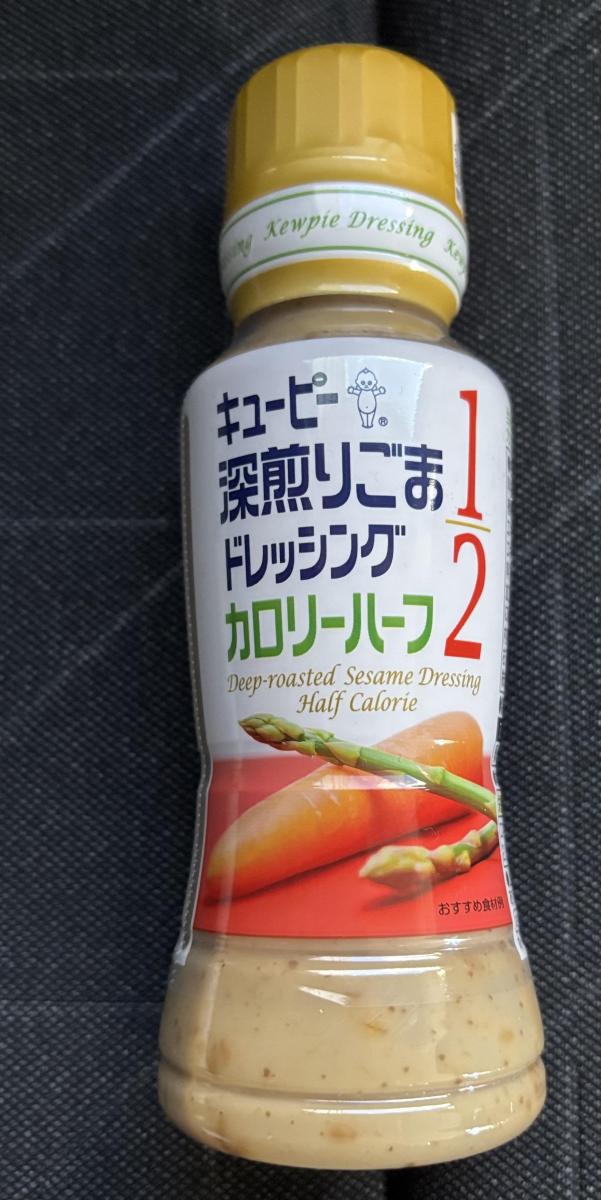 Kewpie Dressing
キューピー
®
深煎りごま
ドレッシング
カロリーハーフ
1/2
Deep-roasted Sesame Dressing
Half Calorie
おすすめ食材例